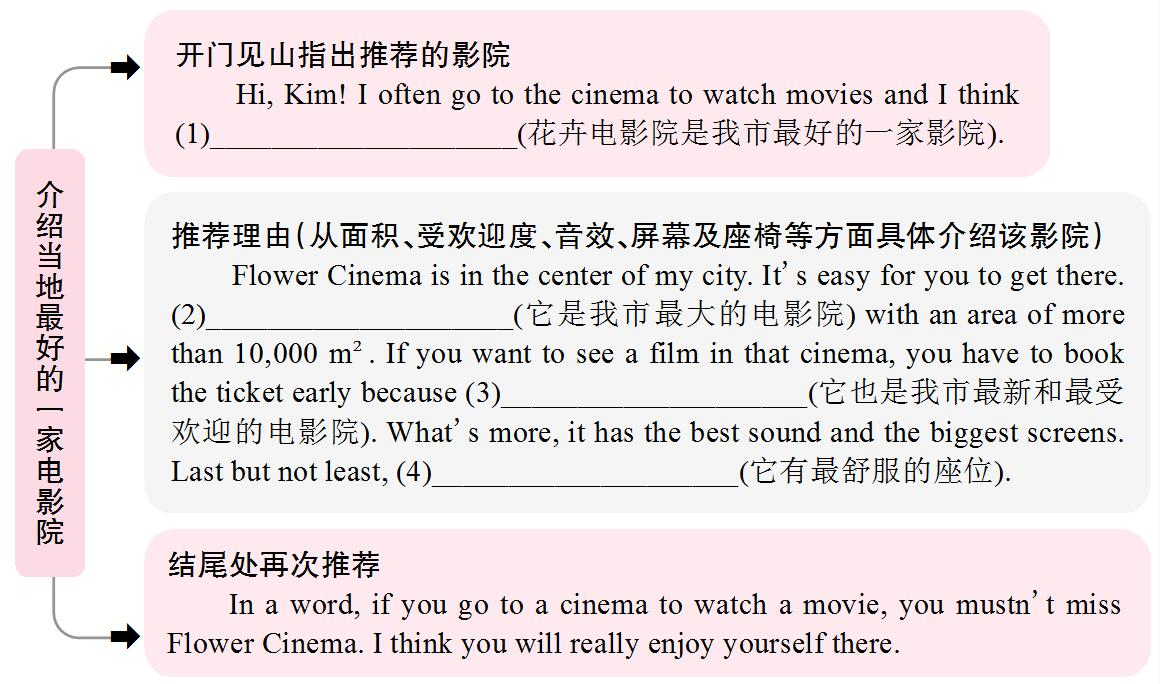 介绍当地最好的一家电影院
开门见山指出推荐的影院
Hi, Kim! I often go to the cinema to watch movies and I think
(1)____________________(花卉电影院是我市最好的一家影院).
推荐理由(从面积、受欢迎度、音效、屏幕及座椅等方面具体介绍该影院)
Flower Cinema is in the center of my city. It's easy for you to get there.
(2)____________________(它是我市最大的电影院) with an area of more
than 10,000 m². If you want to see a film in that cinema, you have to book
the ticket early because (3)____________________(它也是我市最新和最受
欢迎的电影院). What's more, it has the best sound and the biggest screens.
Last but not least, (4)____________________(它有最舒服的座位).
结尾处再次推荐
In a word, if you go to a cinema to watch a movie, you mustn't miss
Flower Cinema. I think you will really enjoy yourself there.